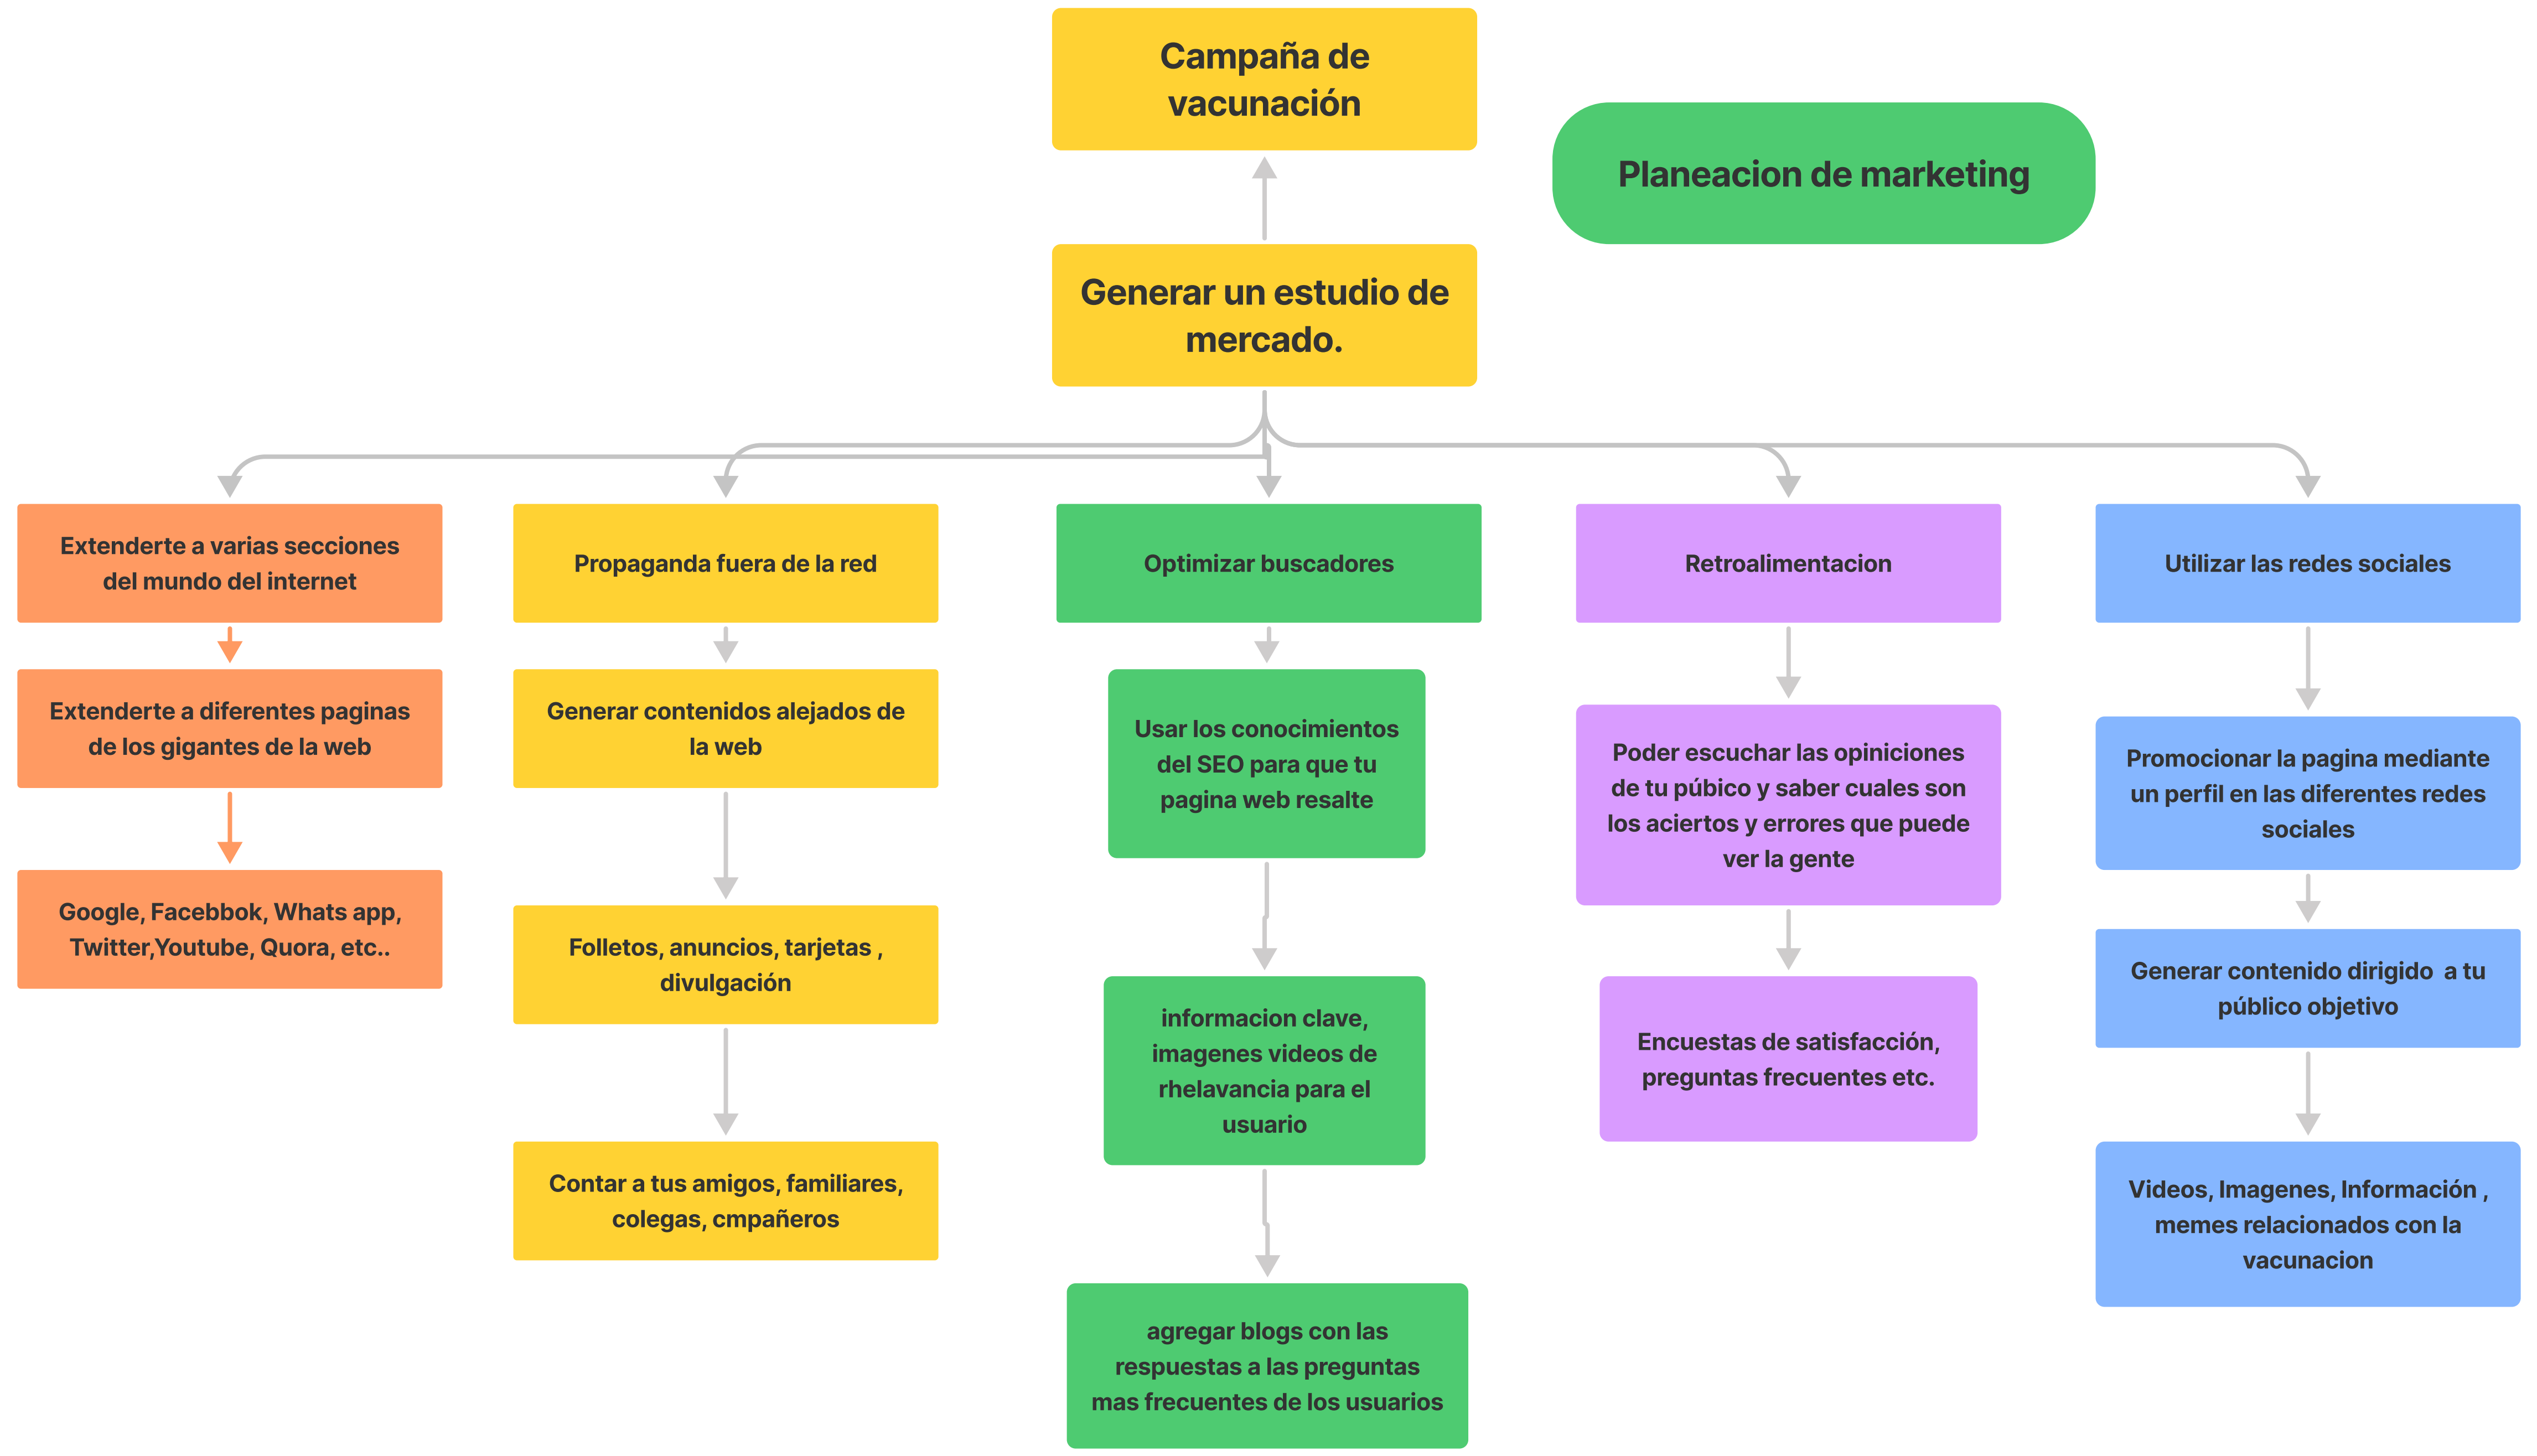 Campaña de
vacunación
Planeacion de marketing
Generar un estudio de
mercado.
Extenderte a varias secciones
del mundo del internet
Propaganda fuera de la red
Optimizar buscadores
Retroalimentacion
Utilizar las redes sociales
Extenderte a diferentes paginas
de los gigantes de la web
Generar contenidos alejados de
la web
Usar los conocimientos
del SEO para que tu
pagina web resalte
Poder escuchar las opiniciones
de tu púbico y saber cuales son
los aciertos y errores que puede
ver la gente
Promocionar la pagina mediante
un perfil en las diferentes redes
sociales
Google, Facebbok, Whats app,
Twitter,Youtube, Quora, etc..
Folletos, anuncios, tarjetas ,
divulgación
informacion clave,
imagenes videos de
rhelavancia para el
usuario
Encuestas de satisfacción,
preguntas frecuentes etc.
Generar contenido dirigido  a tu
público objetivo
Contar a tus amigos, familiares,
colegas, cmpañeros
Videos, Imagenes, Información ,
memes relacionados con la
vacunacion
agregar blogs con las
respuestas a las preguntas
mas frecuentes de los usuarios